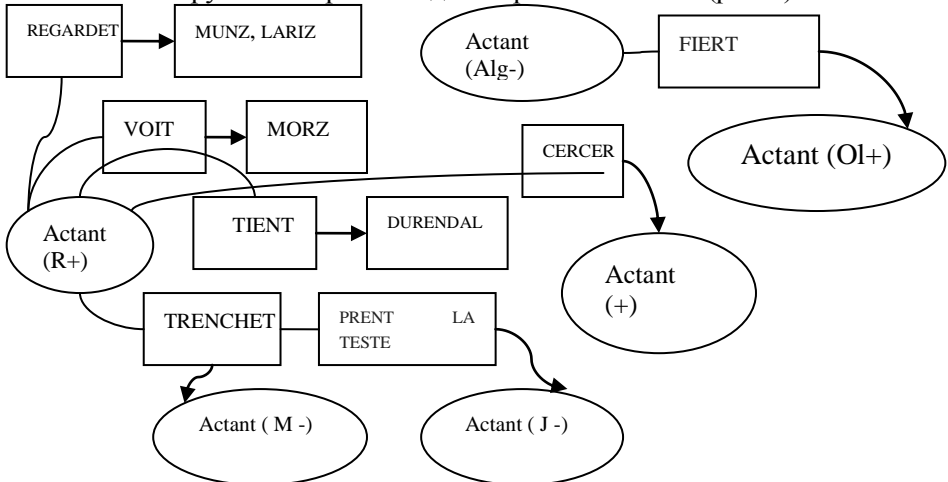 REGARDET
MUNZ, LARIZ
Actant
(Alg-)
FIERT
VOIT
MORZ
CERCER
Actant (Ol+)
Actant
(R+)
TIENT
DURENDAL
Actant
(+)
TRENCHET
PRENT LA
TESTE
Actant ( M -)
Actant ( J -)